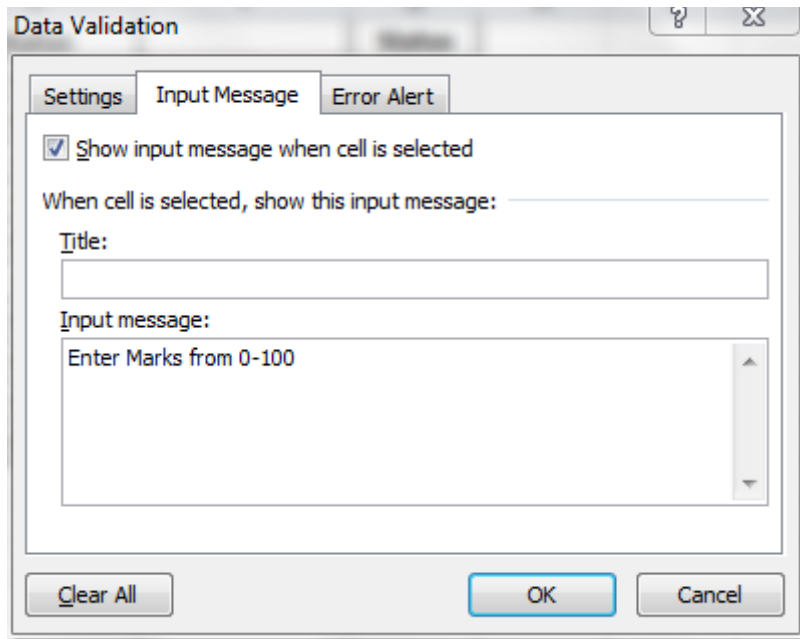 Data Validation
Settings Input Message Error Alert
Show input message when cell is selected
When cell is selected, show this input message:
Title:
Input message:
Enter Marks from 0-100
Clear All OK Cancel